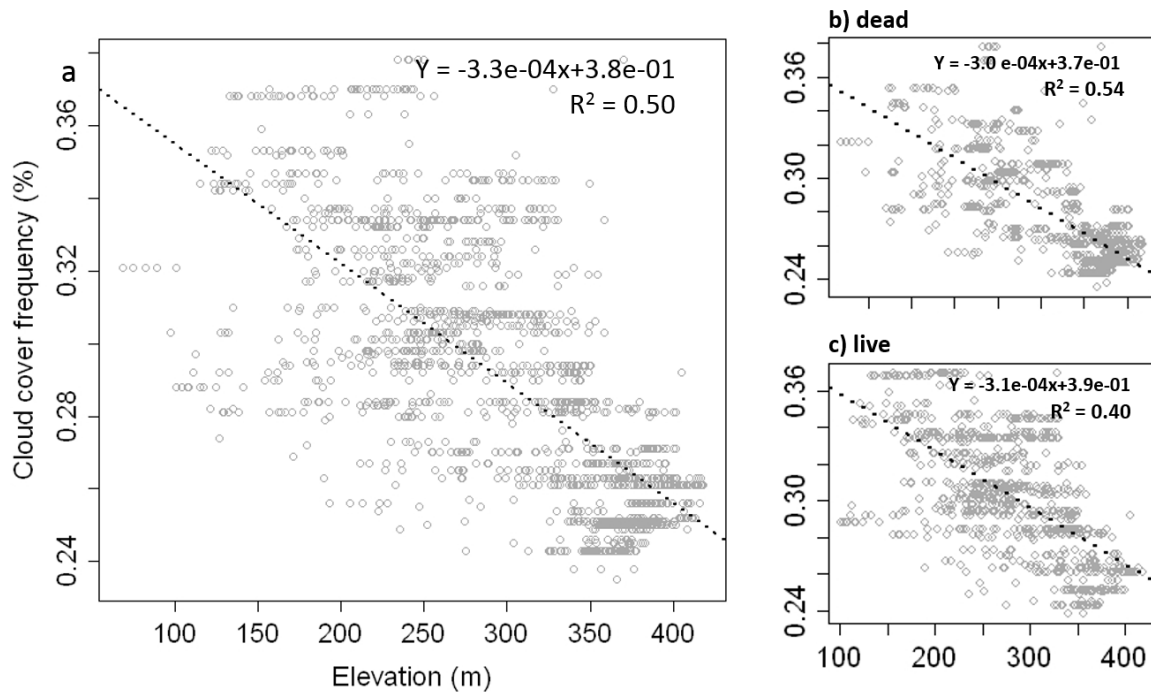 a
Y = -3.3e-04x+3.8e-01
R² = 0.50
Cloud cover frequency (%)
0.36
0.32
0.28
0.24
100 150 200 250 300 350 400
Elevation (m)
b) dead
Y = -3.0 e-04x+3.7e-01
R² = 0.54
0.36
0.30
0.24
c) live
Y = -3.1e-04x+3.9e-01
R² = 0.40
0.36
0.30
0.24
100 200 300 400